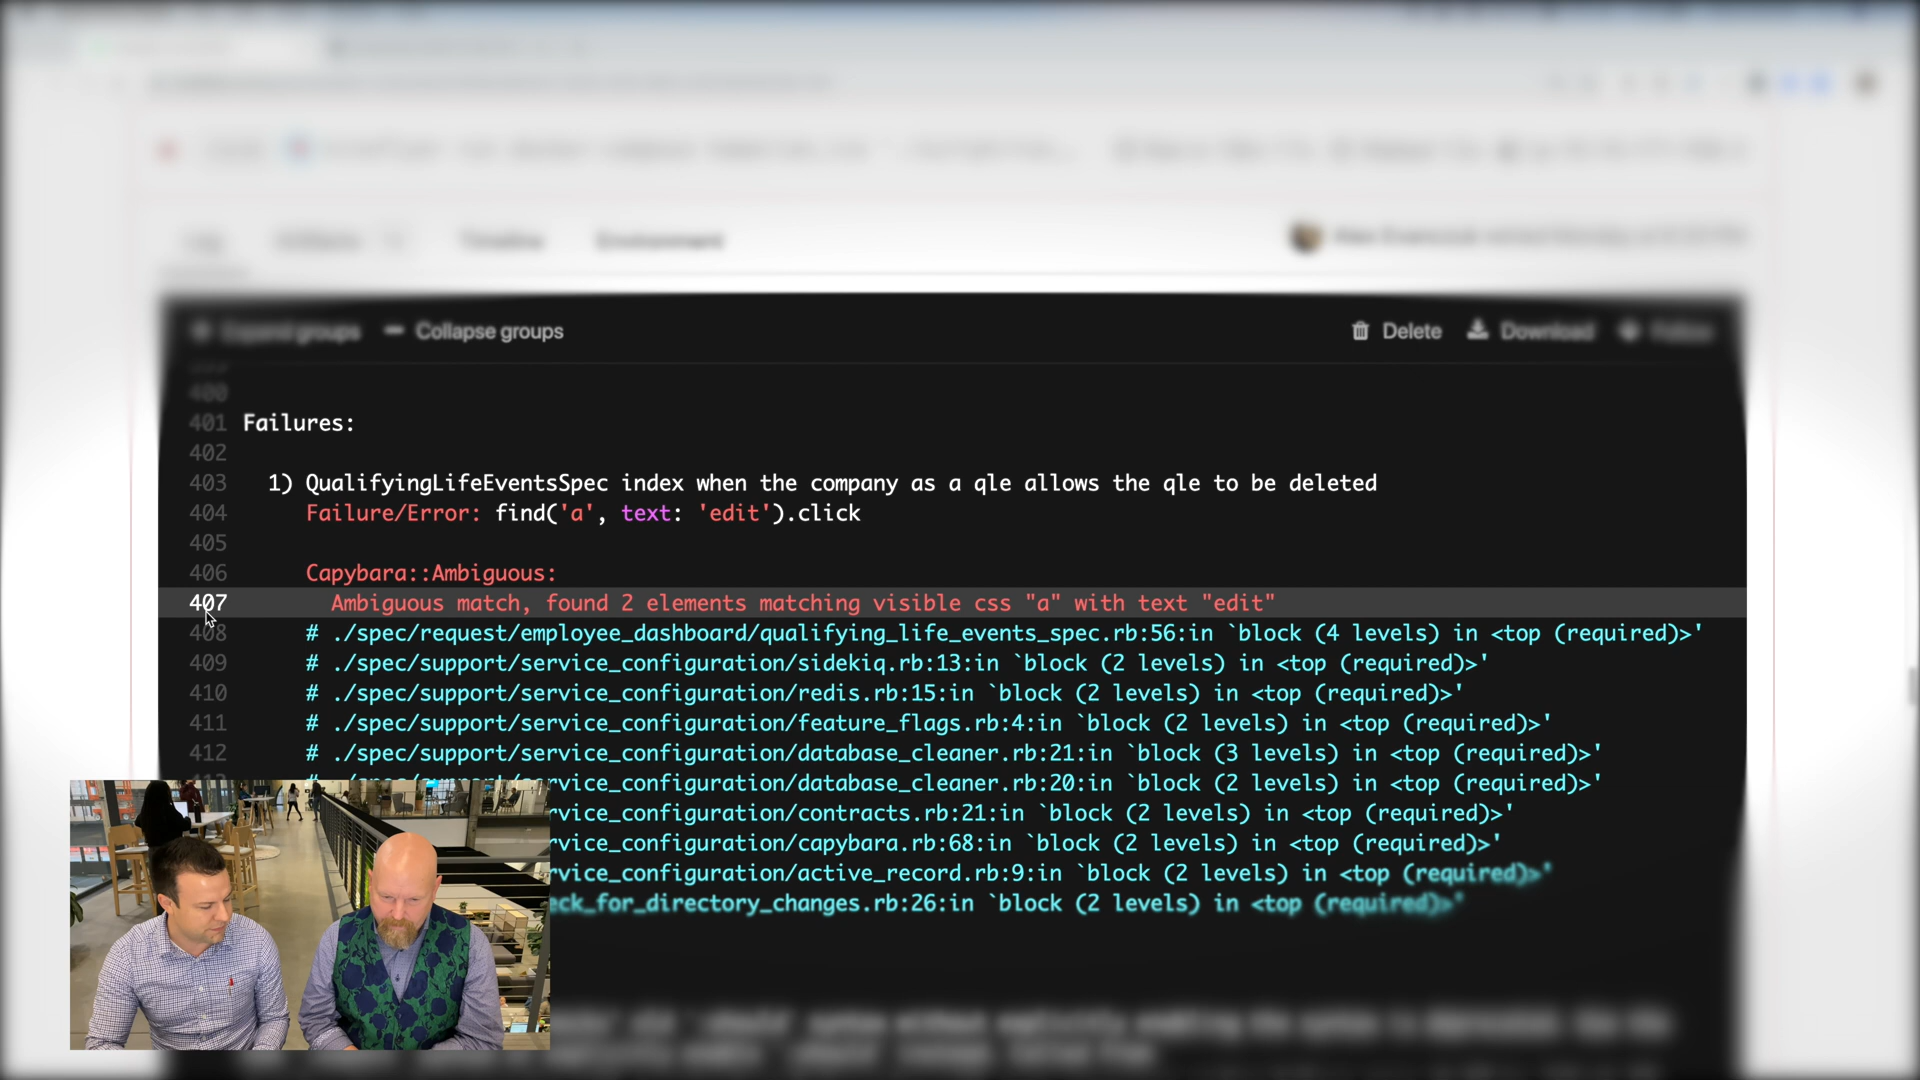 Timeline
Environment
Expand groups
Collapse groups
Delete
Download
Follow
400
401 Failures:
402
403 1) QualifyingLifeEventsSpec index when the company as a qle allows the qle to be deleted
404 Failure/Error: find('a', text: 'edit').click
405
406 Capybara::Ambiguous:
407 Ambiguous match, found 2 elements matching visible css "a" with text "edit"
408 # ./spec/request/employee_dashboard/qualifying_life_events_spec.rb:56:in `block (4 levels) in <top (required)>'
409 # ./spec/support/service_configuration/sidekiq.rb:13:in `block (2 levels) in <top (required)>'
410 # ./spec/support/service_configuration/redis.rb:15:in `block (2 levels) in <top (required)>'
411 # ./spec/support/service_configuration/feature_flags.rb:4:in `block (2 levels) in <top (required)>'
412 # ./spec/support/service_configuration/database_cleaner.rb:21:in `block (3 levels) in <top (required)>'
rvice_configuration/database_cleaner.rb:20:in `block (2 levels) in <top (required)>'
rvice_configuration/contracts.rb:21:in `block (2 levels) in <top (required)>'
rvice_configuration/capybara.rb:68:in `block (2 levels) in <top (required)>'
rvice_configuration/active_record.rb:9:in `block (2 levels) in <top (required)>'
eck_for_directory_changes.rb:26:in `block (2 levels) in <top (required)>'